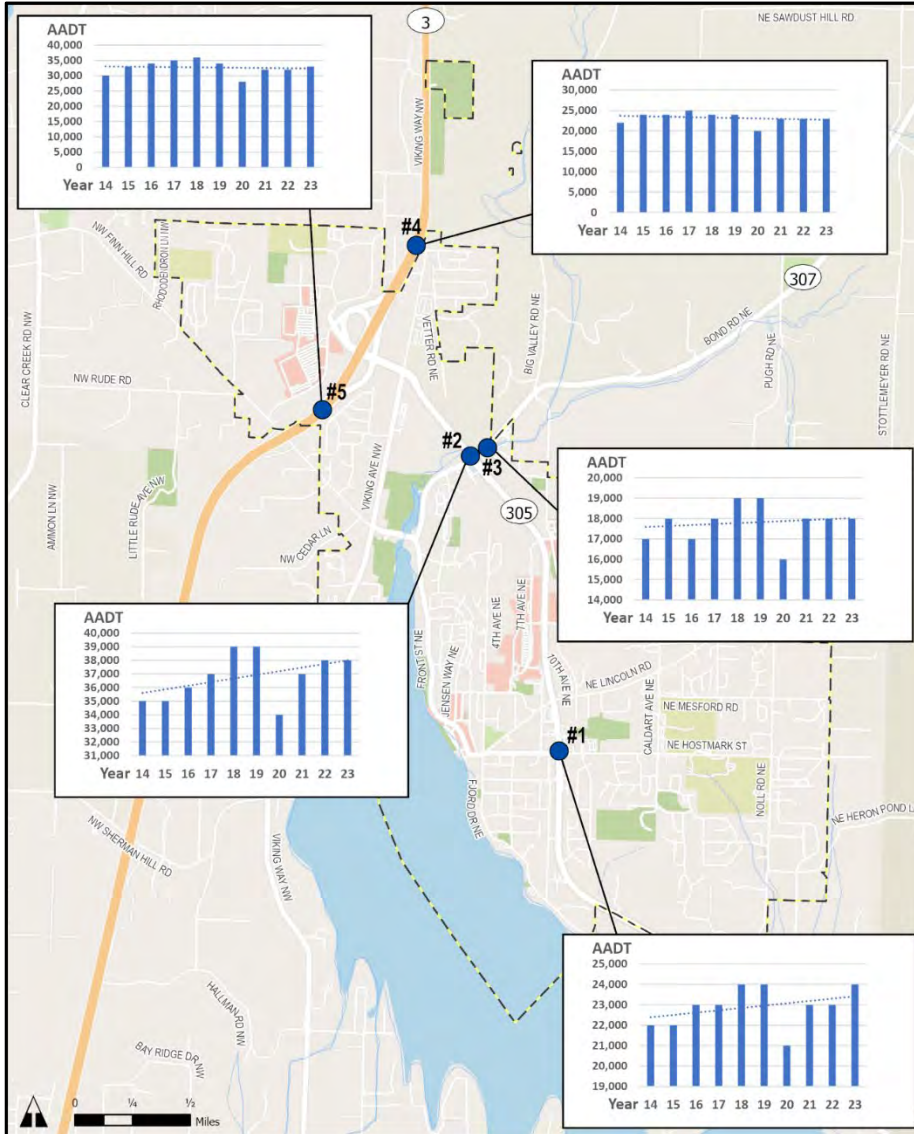 3
NE SAWDUST HILL RD
AADT
40,000
35,000
30,000
25,000
20,000
15,000
10,000
5,000
0
Year 14 15 16 17 18 19 20 21 22 23
VIKING WAY NW
AADT
30,000
25,000
20,000
15,000
10,000
5,000
0
Year 14 15 16 17 18 19 20 21 22 23
#4
NW FINN HILL RD
RHODODENDRON LN NW
CLEAR CREEK RD NW
VETTER RD NE
BIG VALLEY RD NE
307
BOND RD NE
PUGH RD NE
STOTTLEMEYER RD NE
NW RUDE RD
#5
#2
#3
VIKING AVE NW
AMMON LN NW
LITTLE RUDE AVE NW
NW CEDAR LN
305
AADT
20,000
19,000
18,000
17,000
16,000
15,000
14,000
Year 14 15 16 17 18 19 20 21 22 23
AADT
40,000
39,000
38,000
37,000
36,000
35,000
34,000
33,000
32,000
31,000
Year 14 15 16 17 18 19 20 21 22 23
FRONT ST NE
JENSEN WAY NE
4TH AVE NE
7TH AVE NE
10TH AVE NE
NE LINCOLN RD
CALDART AVE NE
NE MESFORD RD
#1
NE HOSTMARK ST
NOLL RD NE
NE HERON POND L
FJORD DR NE
NW SHERMAN HILL RD
VIKING WAY NW
AADT
25,000
24,000
23,000
22,000
21,000
20,000
19,000
Year 14 15 16 17 18 19 20 21 22 23
HALLMAN RD NW
BAY RIDGE DR NW
0 ¼ ½
Miles